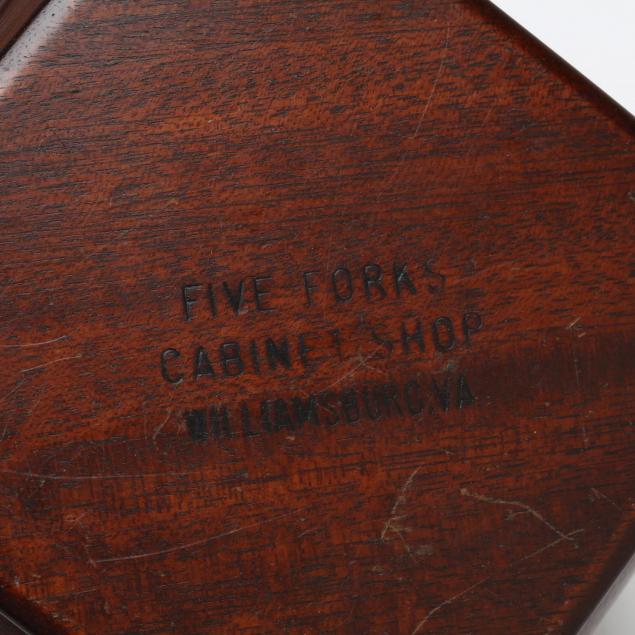 FIVE FORKS
CABINET SHOP
WILLIAMSBURG, VA